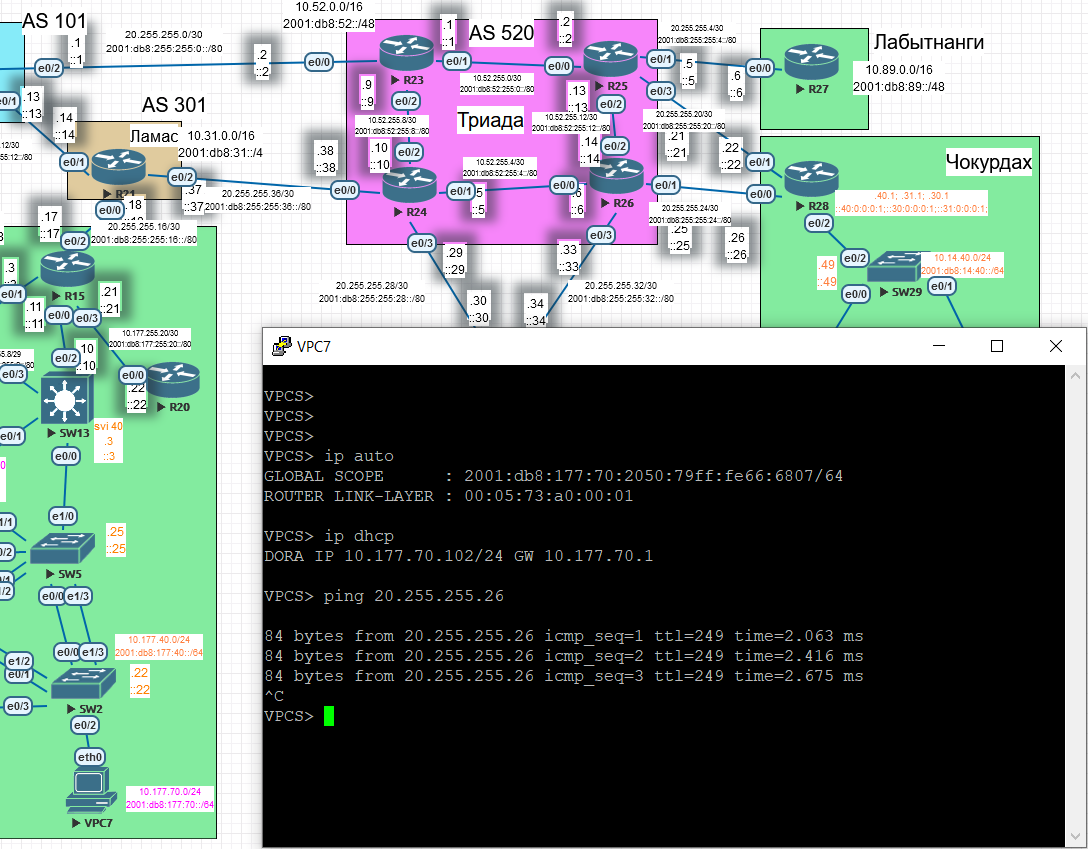 AS 101
20.255.255.0/30
2001:db8:255:255:0::/80
.1
::1
e0/2
.2
::2
e0/0
e0/1
.13
::13
.14
::14
AS 301
Ламас
10.31.0.0/16
2001:db8:31::/4
e0/1
e0/2
R21
e0/0
.18
.37
::37
20.255.255.36/30
2001:db8:255:255:36::/80
.38
::38
e0/0
10.52.0.0/16
2001:db8:52::/48
AS 520
Триада
.1
::1
.2
::2
R23
e0/1
e0/0
10.52.255.0/30
2001:db8:52:255:0::/80
R25
.9
::9
e0/2
10.52.255.8/30
2001:db8:52:255:8::/80
.10
::10
e0/2
.13
::13
e0/2
10.52.255.12/30
2001:db8:52:255:12::/80
.14
::14
e0/2
10.52.255.4/30
2001:db8:52:255:4::/80
R24
e0/1
::5
e0/0
::6
R26
e0/1
e0/3
e0/3
.29
::29
.33
::33
20.255.255.28/30
2001:db8:255:255:28::/80
.30
::30
.34
::34
20.255.255.32/30
2001:db8:255:255:32::/80
20.255.255.4/30
2001:db8:255:255:4::/80
e0/1
.5
::5
.6
::6
e0/0
e0/3
R27
Лабытнанги
10.89.0.0/16
2001:db8:89::/48
20.255.255.20/30
2001:db8:255:255:20::/80
.21
::21
.22
::22
e0/1
e0/0
20.255.255.24/30
2001:db8:255:255:24::/80
.25
::25
.26
::26
Чокурдах
R28
.40.1; .31.1; .30.1
::40:0:0:0:1;::30:0:0:0:1;::31:0:0:0:1;
e0/2
e0/2
.49
::49
10.14.40.0/24
2001:db8:14:40::/64
SW29
e0/0
e0/1
.17
::17
20.255.255.16/30
2001:db8:255:255:16::/80
e0/2
.3
e0/1
R15
.21
::21
.11
::11
e0/0
e0/3
10.177.255.20/30
2001:db8:177:255:20::/80
10
::10
e0/2
e0/0
.22
::22
R20
e0/3
e0/1
SW13
svi 40
.3
::3
e0/0
e1/0
.25
::25
SW5
e0/0
e1/3
10.177.40.0/24
2001:db8:177:40::/64
e0/0
e1/3
e1/2
e0/1
.22
::22
SW2
e0/3
e0/2
eth0
10.177.70.0/24
2001:db8:177:70::/64
VPC7
VPC7
VPCS>
VPCS>
VPCS>
VPCS> ip auto
GLOBAL SCOPE      : 2001:db8:177:70:2050:79ff:fe66:6807/64
ROUTER LINK-LAYER : 00:05:73:a0:00:01
VPCS> ip dhcp
DORA IP 10.177.70.102/24 GW 10.177.70.1
VPCS> ping 20.255.255.26
84 bytes from 20.255.255.26 icmp_seq=1 ttl=249 time=2.063 ms
84 bytes from 20.255.255.26 icmp_seq=2 ttl=249 time=2.416 ms
84 bytes from 20.255.255.26 icmp_seq=3 ttl=249 time=2.675 ms
^C
VPCS>